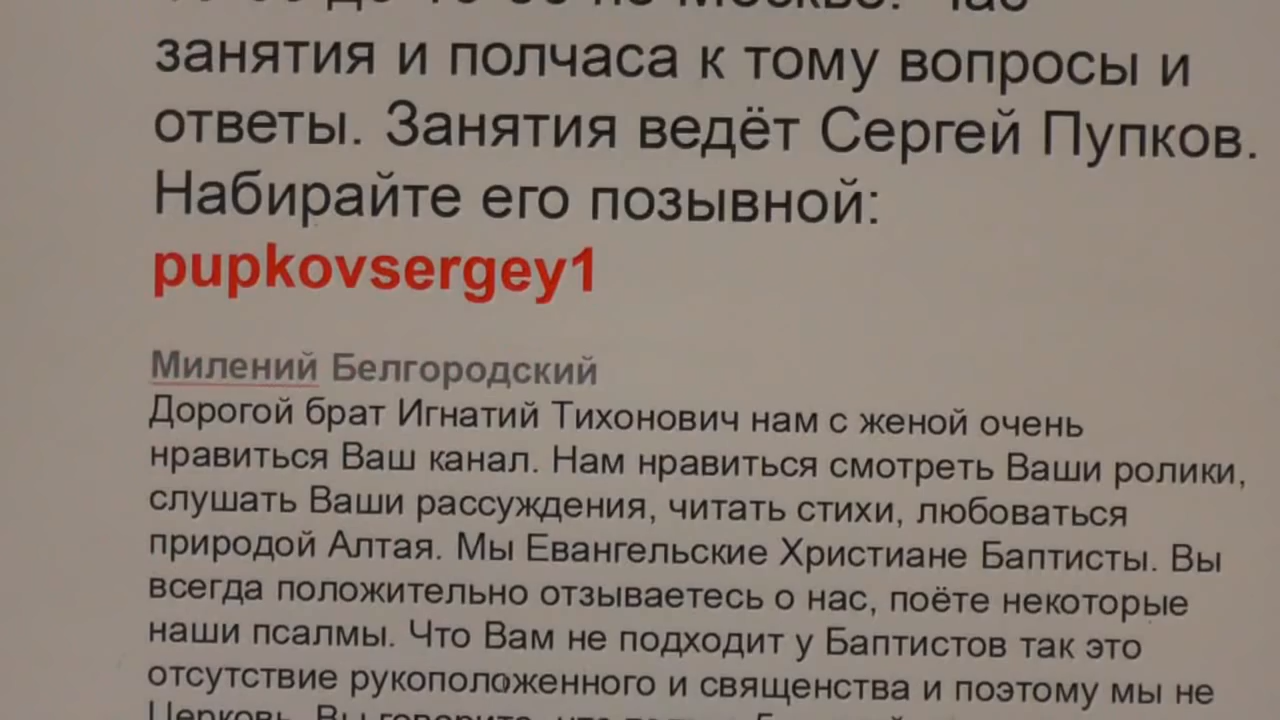 занятия и полчаса к тому вопросы и
ответы. Занятия ведёт Сергей Пупков.
Набирайте его позывной:
pupkovsergey1
Милений Белгородский
Дорогой брат Игнатий Тихонович нам с женой очень
нравиться Ваш канал. Нам нравиться смотреть Ваши ролики,
слушать Ваши рассуждения, читать стихи, любоваться
природой Алтая. Мы Евангельские Христиане Баптисты. Вы
всегда положительно отзываетесь о нас, поёте некоторые
наши псалмы. Что Вам не подходит у Баптистов так это
отсутствие рукоположенного и священства и поэтому мы не